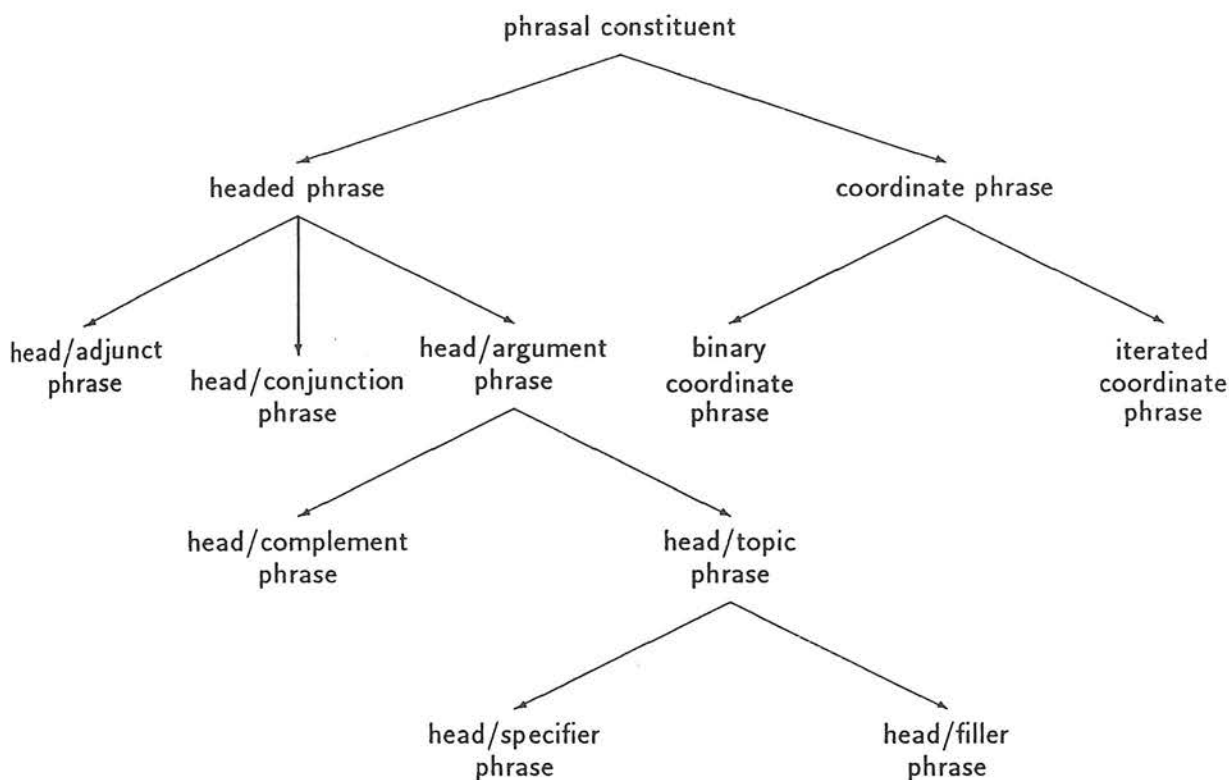 phrasal constituent
headed phrase
coordinate phrase
head/adjunct
phrase
head/conjunction
phrase
head/argument
phrase
binary
coordinate
phrase
iterated
coordinate
phrase
head/complement
phrase
head/topic
phrase
head/specifier
phrase
head/filler
phrase